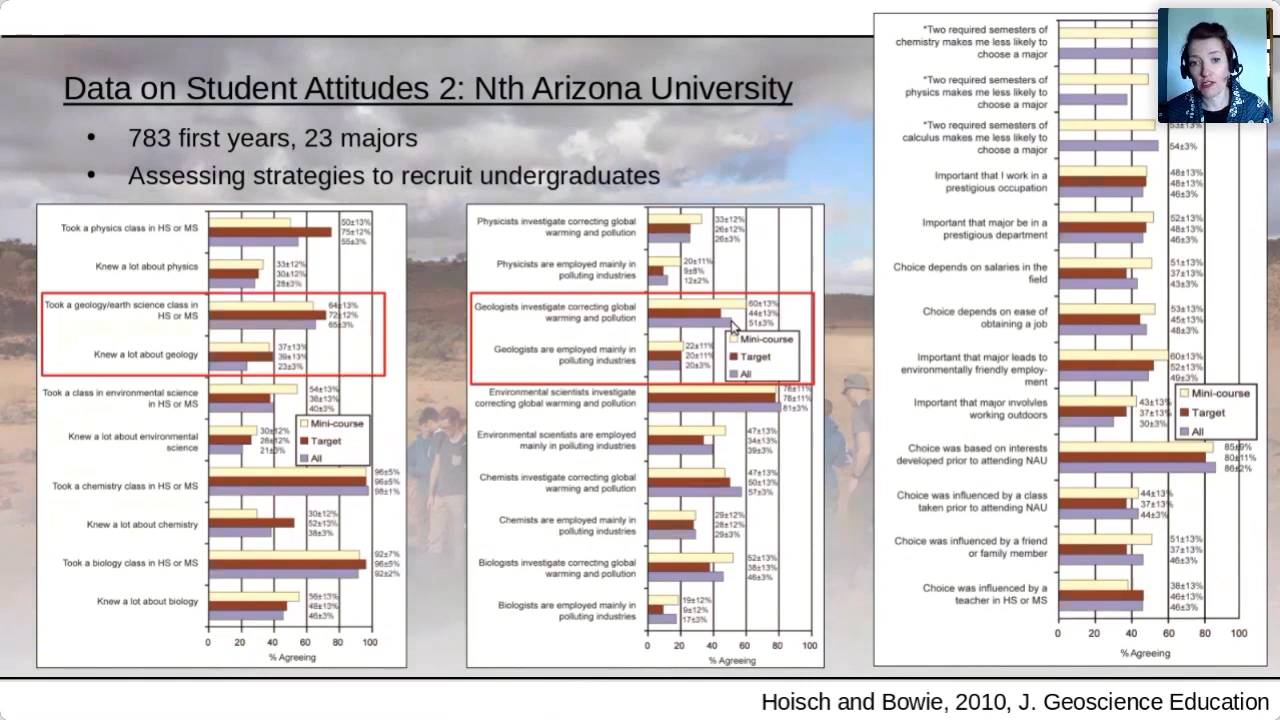 Data on Student Attitudes 2: Nth Arizona University
• 783 first years, 23 majors
• Assessing strategies to recruit undergraduates
Took a physics class in HS or MS
50±13%
75±12%
55±3%
Knew a lot about physics
33±12%
30±12%
28±3%
Took a geology/earth science class in
HS or MS
64±13%
72±12%
65±3%
Knew a lot about geology
37±13%
39±13%
23±3%
Took a class in environmental science
in HS or MS
54±13%
38±13%
40±3%
Knew a lot about environmental
science
30±12%
28±12%
21±3%
Mini-course
Target
All
Took a chemistry class in HS or MS
96±5%
96±5%
98±1%
Knew a lot about chemistry
30±12%
52±13%
38±3%
Took a biology class in HS or MS
92±7%
96±5%
92±2%
Knew a lot about biology
56±13%
48±13%
46±3%
0 20 40 60 80 100
% Agreeing
Physicists investigate correcting global
warming and pollution
33±12%
26±12%
26±3%
Physicists are employed mainly in
polluting industries
20±11%
9±8%
12±2%
Geologists investigate correcting global
warming and pollution
60±13%
44±13%
51±3%
Geologists are employed mainly in
polluting industries
22±11%
20±11%
20±3%
Mini-course
Target
All
Environmental scientists investigate
correcting global warming and pollution
78±11%
78±11%
81±3%
Environmental scientists are employed
mainly in polluting industries
47±13%
34±13%
39±3%
Chemists investigate correcting global
warming and pollution
47±13%
50±13%
57±3%
Chemists are employed mainly in
polluting industries
29±12%
28±12%
29±3%
Biologists investigate correcting global
warming and pollution
52±13%
38±13%
46±3%
Biologists are employed mainly in
polluting industries
19±12%
9±12%
17±3%
0 20 40 60 80 100
% Agreeing
*Two required semesters of
chemistry makes me less likely to
choose a major
*Two required semesters of
physics makes me less likely to
choose a major
*Two required semesters of
calculus makes me less likely to
choose a major
53±13%
54±3%
Important that I work in a
prestigious occupation
48±13%
48±13%
46±3%
Important that major be in a
prestigious department
52±13%
48±13%
46±3%
Choice depends on salaries in the
field
51±13%
37±13%
43±3%
Choice depends on ease of
obtaining a job
53±13%
45±13%
48±3%
Important that major leads to
environmentally friendly employ-
ment
60±13%
52±13%
49±3%
Important that major involvles
working outdoors
43±13%
37±13%
30±3%
Mini-course
Target
All
Choice was based on interests
developed prior to attending NAU
85±9%
80±11%
86±2%
Choice was influenced by a class
taken prior to attending NAU
44±13%
37±13%
44±3%
Choice was influenced by a friend
or family member
51±13%
37±13%
46±3%
Choice was influenced by a
teacher in HS or MS
38±13%
46±13%
46±3%
0 20 40 60 80 100
% Agreeing
Hoisch and Bowie, 2010, J. Geoscience Education